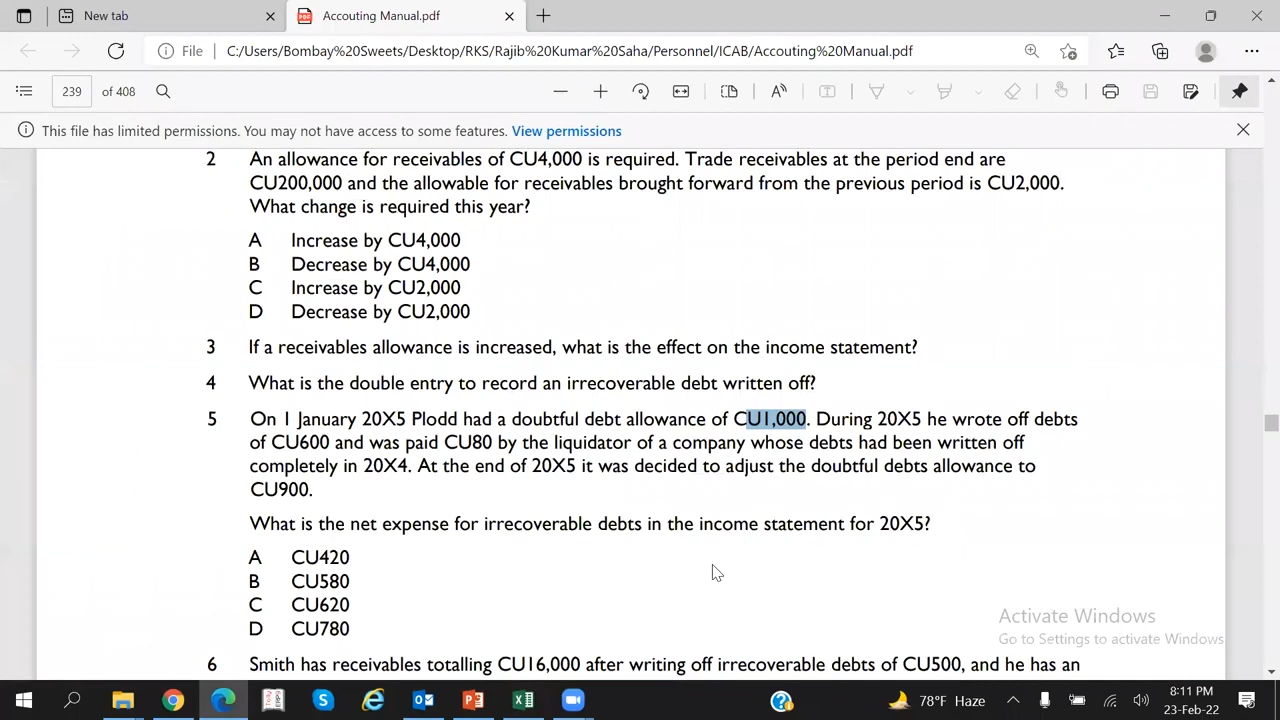 New tab
Accouting Manual.pdf
File
C:/Users/Bombay%20Sweets/Desktop/RKS/Rajib%20Kumar%20Saha/Personnel/ICAB/Accouting%20Manual.pdf
239 of 408
This file has limited permissions. You may not have access to some features. View permissions
2 An allowance for receivables of CU4,000 is required. Trade receivables at the period end are
CU200,000 and the allowable for receivables brought forward from the previous period is CU2,000.
What change is required this year?
A Increase by CU4,000
B Decrease by CU4,000
C Increase by CU2,000
D Decrease by CU2,000
3 If a receivables allowance is increased, what is the effect on the income statement?
4 What is the double entry to record an irrecoverable debt written off?
5 On 1 January 20X5 Plodd had a doubtful debt allowance of CU1,000. During 20X5 he wrote off debts
of CU600 and was paid CU80 by the liquidator of a company whose debts had been written off
completely in 20X4. At the end of 20X5 it was decided to adjust the doubtful debts allowance to
CU900.
What is the net expense for irrecoverable debts in the income statement for 20X5?
A CU420
B CU580
C CU620
D CU780
Activate Windows
Go to Settings to activate Windows.
6 Smith has receivables totalling CU16,000 after writing off irrecoverable debts of CU500, and he has an
78°F Haze
8:11 PM
23-Feb-22